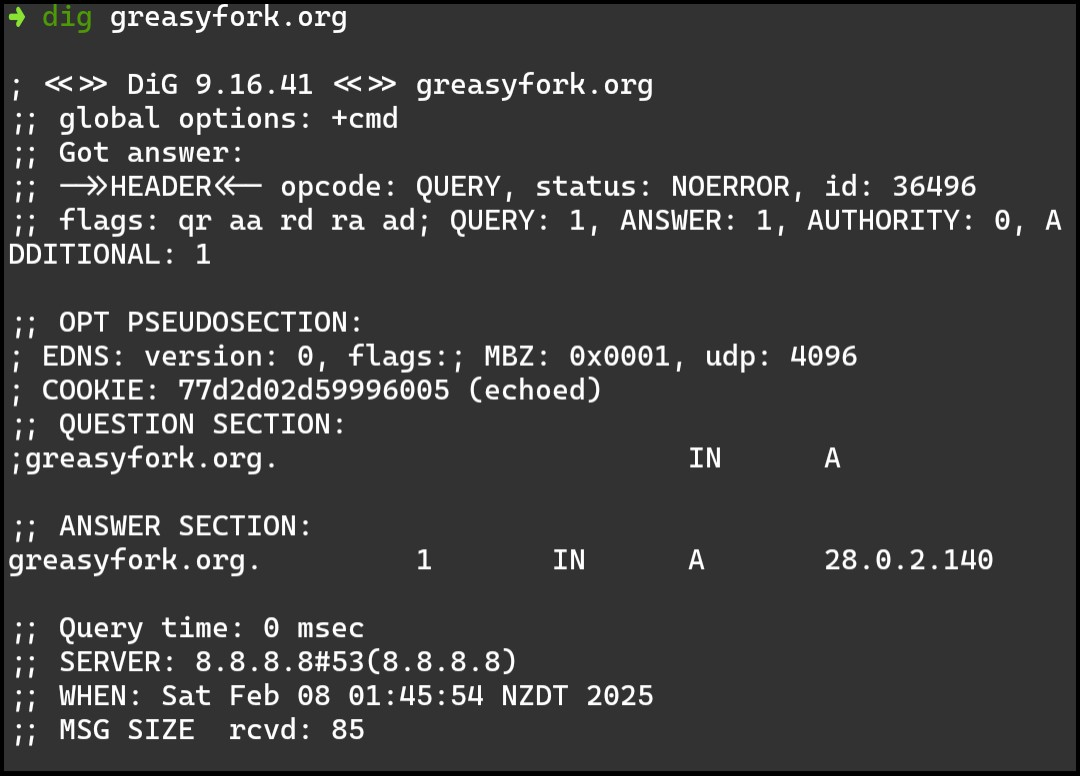 ➜ dig greasyfork.org
; <<>> DiG 9.16.41 <<>> greasyfork.org
;; global options: +cmd
;; Got answer:
;; ->>HEADER<<- opcode: QUERY, status: NOERROR, id: 36496
;; flags: qr aa rd ra ad; QUERY: 1, ANSWER: 1, AUTHORITY: 0, A
DDITIONAL: 1
;; OPT PSEUDOSECTION:
; EDNS: version: 0, flags:; MBZ: 0x0001, udp: 4096
; COOKIE: 77d2d02d59996005 (echoed)
;; QUESTION SECTION:
;greasyfork.org. IN A
;; ANSWER SECTION:
greasyfork.org. 1 IN A 28.0.2.140
;; Query time: 0 msec
;; SERVER: 8.8.8.8#53(8.8.8.8)
;; WHEN: Sat Feb 08 01:45:54 NZDT 2025
;; MSG SIZE  rcvd: 85